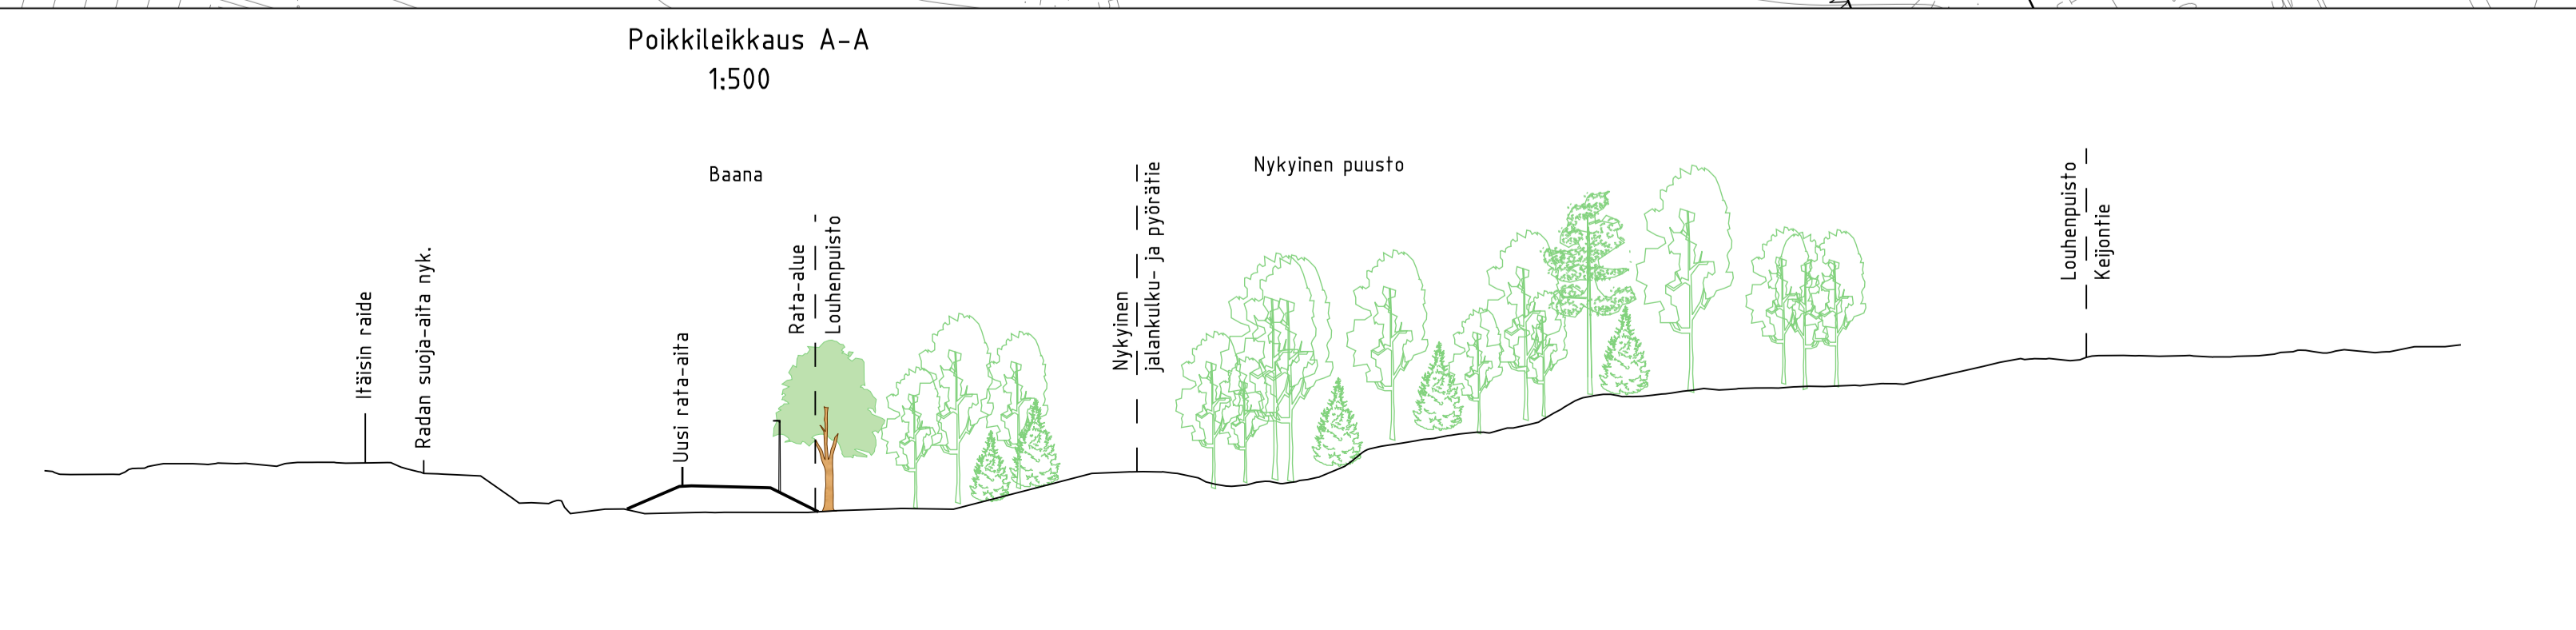 Poikkileikkaus A-A
1:500
Baana
Nykyinen puusto
Itäisin raide
Radan suoja-aita nyk.
Uusi rata-aita
Rata-alue
Louhenpuisto
Nykyinen
jalankulku- ja pyörätie
Louhenpuisto
Keijontie